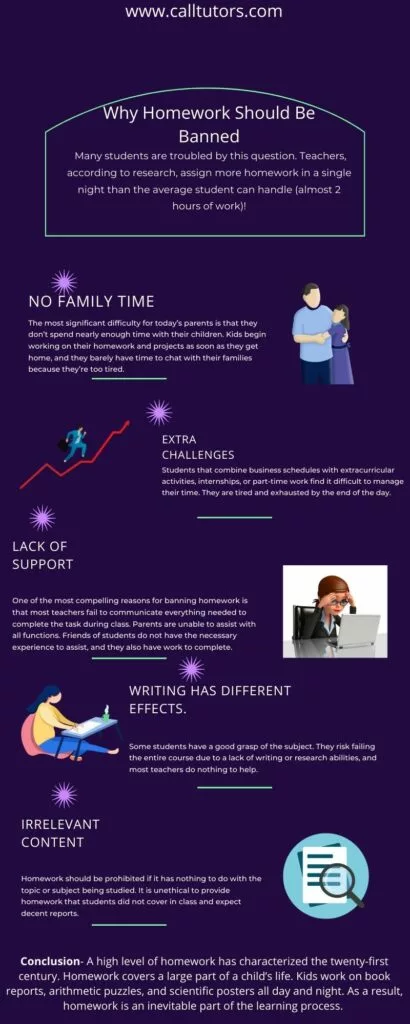 www.calltutors.com
Why Homework Should Be
Banned
Many students are troubled by this question. Teachers,
according to research, assign more homework in a single
night than the average student can handle (almost 2
hours of work)!
NO FAMILY TIME
The most significant difficulty for today's parents is that they
don't spend nearly enough time with their children. Kids begin
working on their homework and projects as soon as they get
home, and they barely have time to chat with their families
because they're too tired.
EXTRA
CHALLENGES
Students that combine business schedules with extracurricular
activities, internships, or part-time work find it difficult to manage
their time. They are tired and exhausted by the end of the day.
LACK OF
SUPPORT
One of the most compelling reasons for banning homework is
that most teachers fail to communicate everything needed to
complete the task during class. Parents are unable to assist with
all functions. Friends of students do not have the necessary
experience to assist, and they also have work to complete.
WRITING HAS DIFFERENT
EFFECTS.
Some students have a good grasp of the subject. They risk failing
the entire course due to a lack of writing or research abilities, and
most teachers do nothing to help.
IRRELEVANT
CONTENT
Homework should be prohibited if it has nothing to do with the
topic or subject being studied. It is unethical to provide
homework that students did not cover in class and expect
decent reports.
Conclusion- A high level of homework has characterized the twenty-first
century. Homework covers a large part of a child's life. Kids work on book
reports, arithmetic puzzles, and scientific posters all day and night. As a result,
homework is an inevitable part of the learning process.